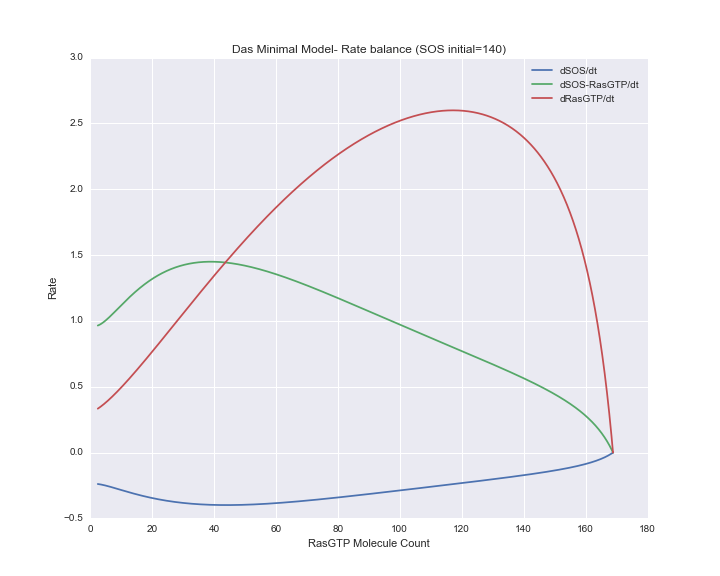 Das Minimal Model- Rate balance (SOS initial=140)
3.0
2.5
2.0
1.5
1.0
0.5
0.0
−0.5
Rate
dSOS/dt
dSOS-RasGTP/dt
dRasGTP/dt
0 20 40 60 80 100 120 140 160 180
RasGTP Molecule Count